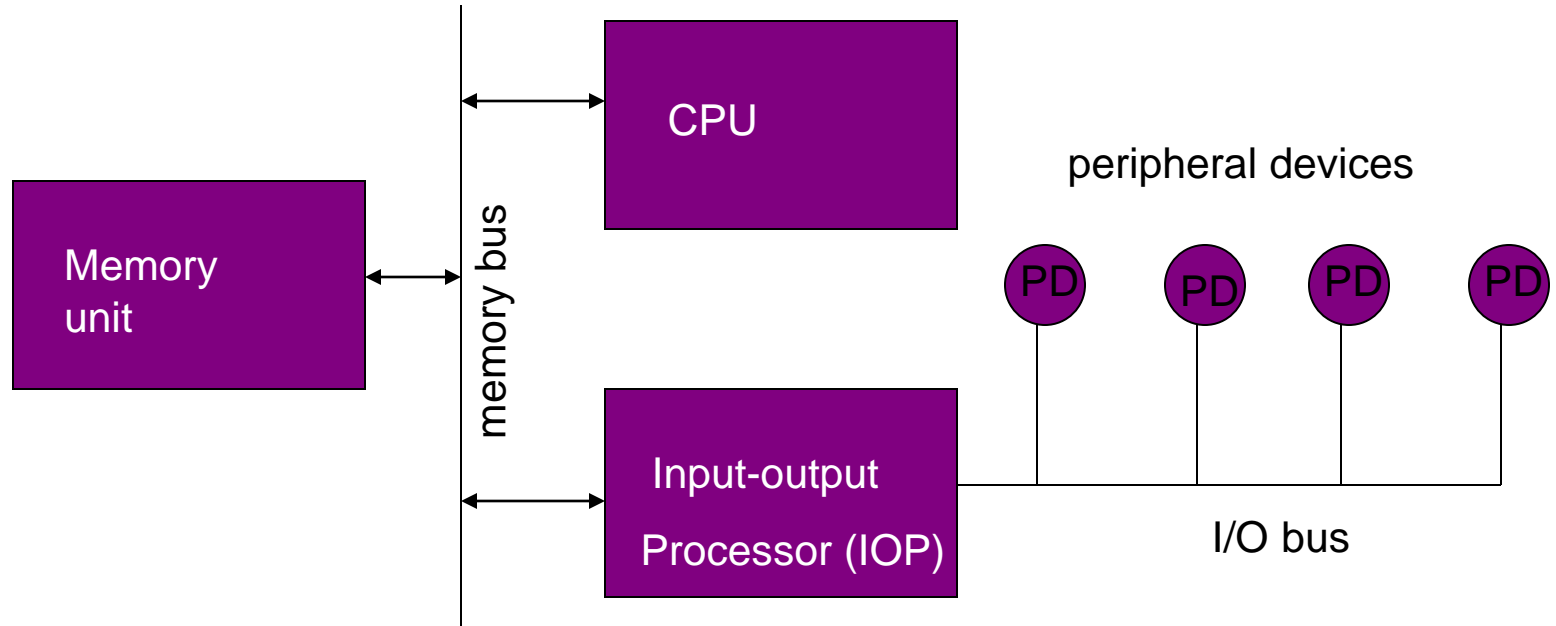 CPU
peripheral devices
Memory
unit
memory bus
PD
PD
PD
PD
Input-output
Processor (IOP)
I/O bus